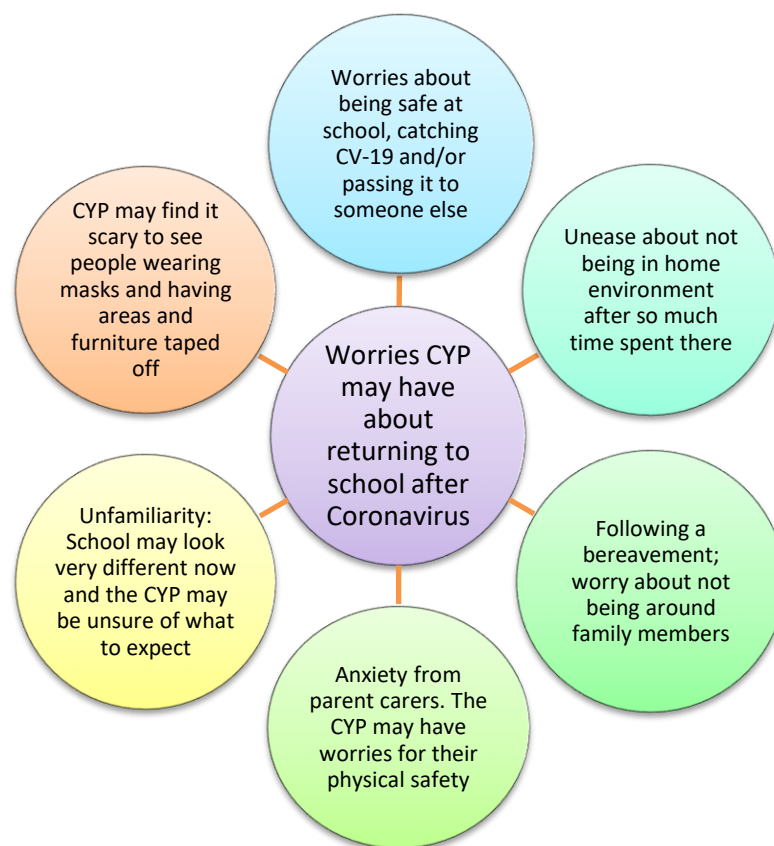 Worries about
being safe at
school, catching
CV-19 and/or
passing it to
someone else
Unease about not
being in home
environment
after so much
time spent there
Following a
bereavement;
worry about not
being around
family members
Anxiety from
parent carers. The
CYP may have
worries for their
physical safety
Unfamiliarity:
School may look
very different now
and the CYP may
be unsure of what
to expect
CYP may find it
scary to see
people wearing
masks and having
areas and
furniture taped
off
Worries CYP
may have
about
returning to
school after
Coronavirus